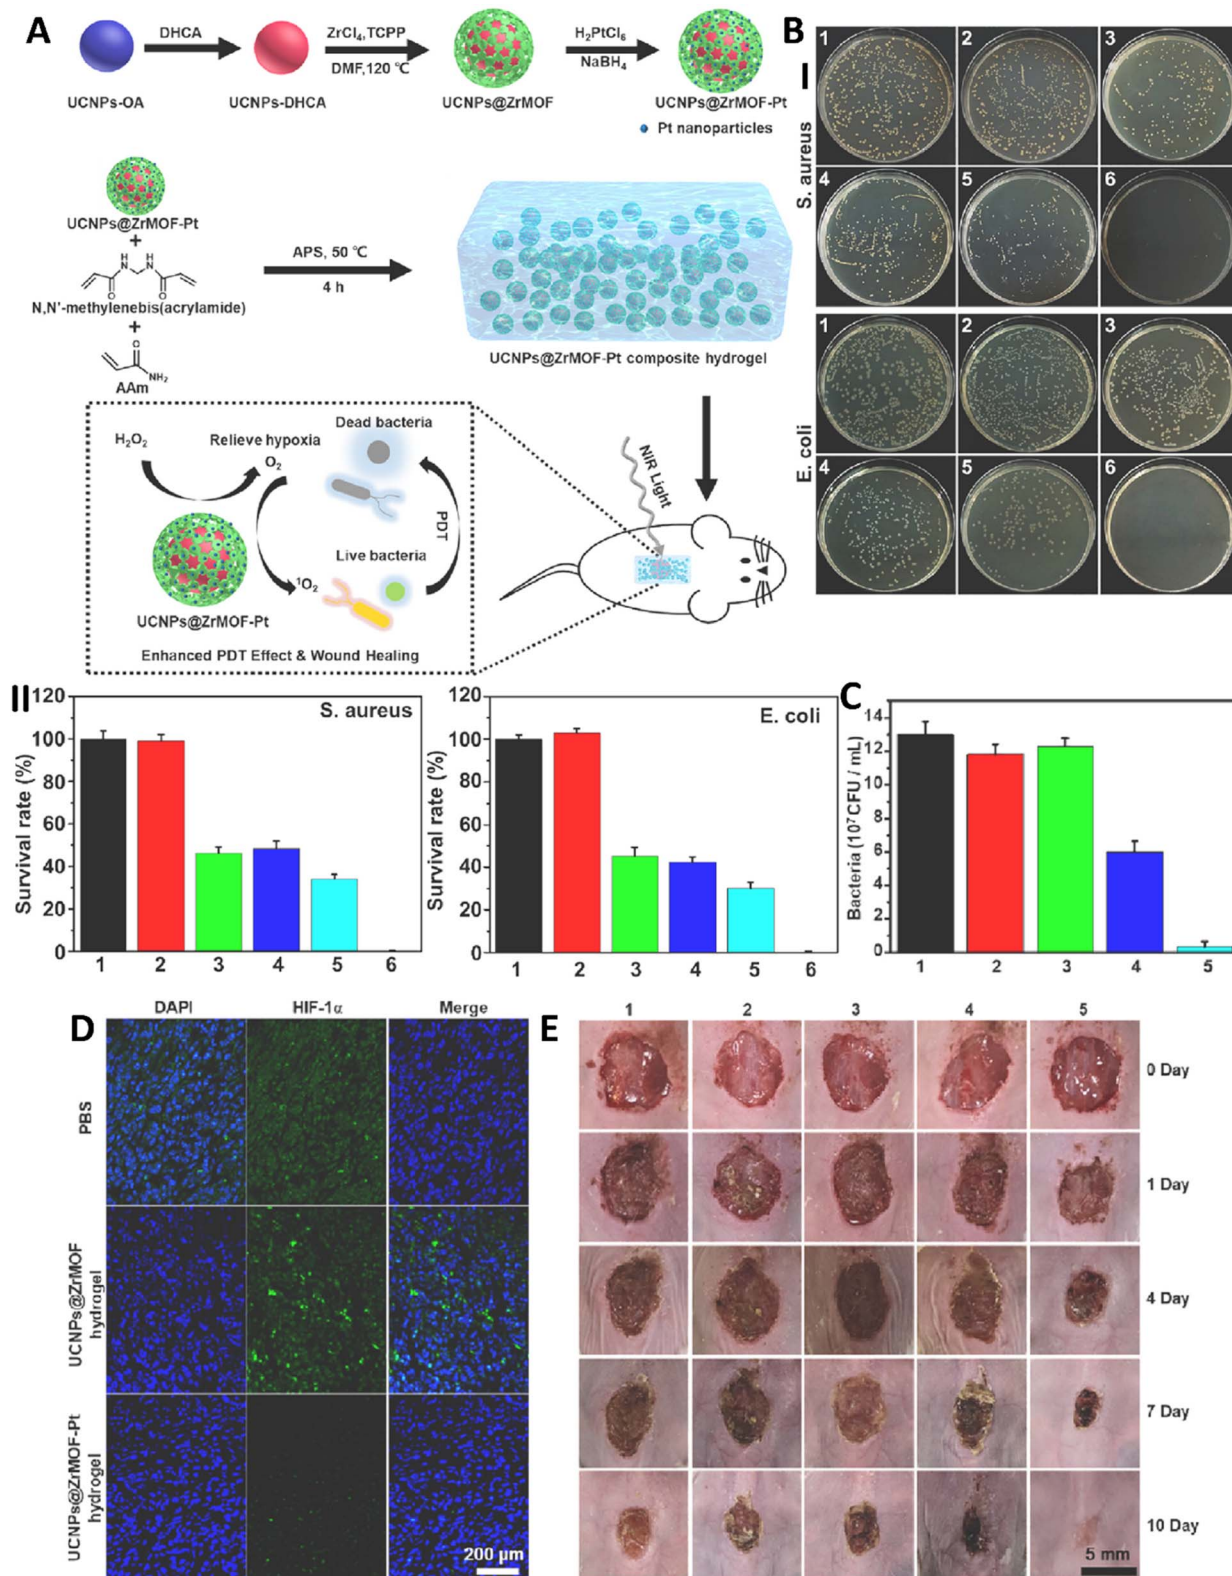 A
DHCA
ZrCl4,TCPP
DMF,120 ℃
H2PtCl6
NaBH4
UCNPs-OA
UCNPs-DHCA
UCNPs@ZrMOF
UCNPs@ZrMOF-Pt
Pt nanoparticles
UCNPs@ZrMOF-Pt
+
O
O
HN
NH
N,N'-methylenebis(acrylamide)
+
O
NH2
AAm
APS, 50 ℃
4 h
UCNPs@ZrMOF-Pt composite hydrogel
H2O2
Relieve hypoxia
O2
Dead bacteria
PDT
Live bacteria
1O2
UCNPs@ZrMOF-Pt
Enhanced PDT Effect & Wound Healing
NIR Light
B
I
S. aureus
1
2
3
4
5
6
E. coli
1
2
3
4
5
6
II
Survival rate (%)
120
100
80
60
40
20
0
S. aureus
1 2 3 4 5 6
Survival rate (%)
120
100
80
60
40
20
0
E. coli
1 2 3 4 5 6
C
Bacteria (10⁷CFU / mL)
14
12
10
8
6
4
2
0
1 2 3 4 5
D
DAPI HIF-1α Merge
PBS
UCNPs@ZrMOF
hydrogel
UCNPs@ZrMOF-Pt
hydrogel
200 µm
E
1 2 3 4 5
0 Day
1 Day
4 Day
7 Day
10 Day
5 mm